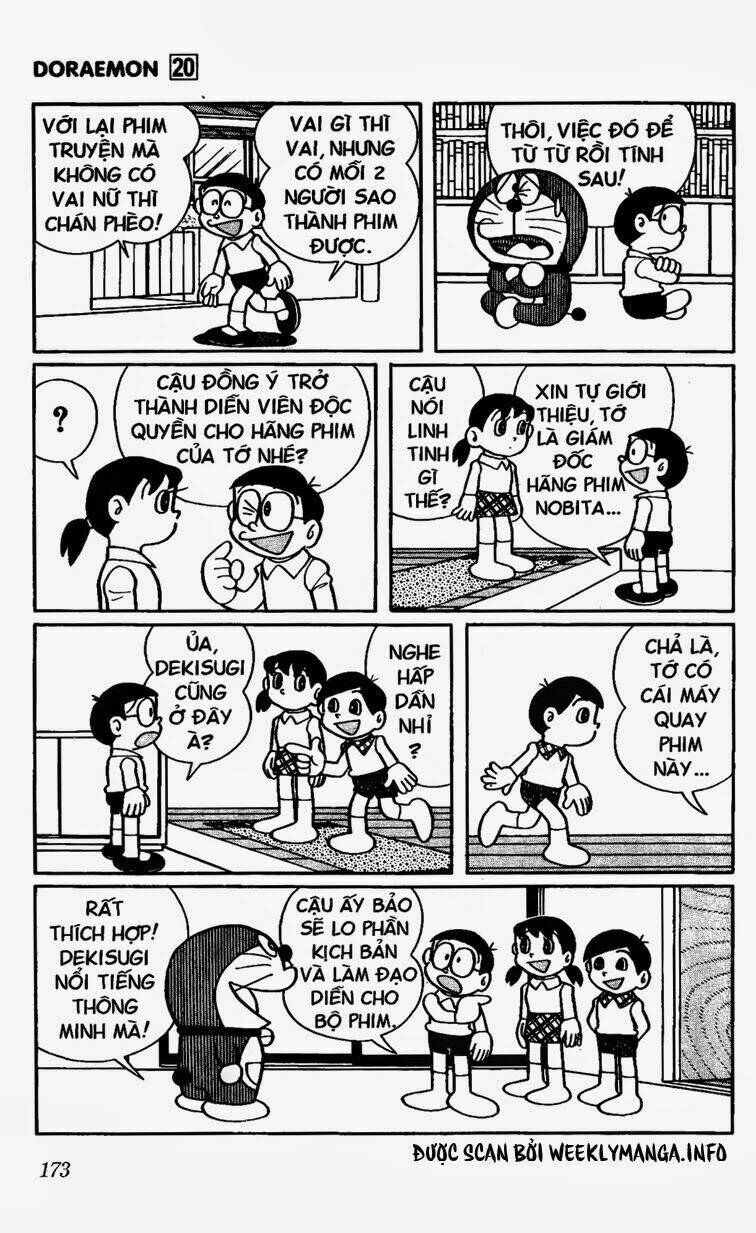 DORAEMON 20
THÔI, VIỆC ĐÓ ĐỂ
TỪ TỪ RỒI TÍNH
SAU!
VAI GÌ THÌ
VAI, NHƯNG
CÓ MỖI 2
NGƯỜI SAO
THÀNH PHIM
ĐƯỢC.
VỚI LẠI PHIM
TRUYỆN MÀ
KHÔNG CÓ
VAI NỮ THÌ
CHÁN PHÈO!
XIN TỰ GIỚI
THIỆU, TỚ
LÀ GIÁM
ĐỐC
HÃNG PHIM
NOBITA...
CẬU
NÓI
LINH
TINH
GÌ
THẾ?
CẬU ĐỒNG Ý TRỞ
THÀNH DIỄN VIÊN ĐỘC
QUYỀN CHO HÃNG PHIM
CỦA TỚ NHÉ?
?
CHẢ LÀ,
TỚ CÓ
CÁI MÁY
QUAY
PHIM
NÀY...
NGHE
HẤP
DẪN
NHỈ
?
ỦA,
DEKISUGI
CŨNG
Ở ĐÂY
À?
CẬU ẤY BẢO
SẼ LO PHẦN
KỊCH BẢN
VÀ LÀM ĐẠO
DIỄN CHO
BỘ PHIM.
RẤT
THÍCH HỢP!
DEKISUGI
NỔI TIẾNG
THÔNG
MINH MÀ!
ĐƯỢC SCAN BỞI WEEKLYMANGA.INFO
173